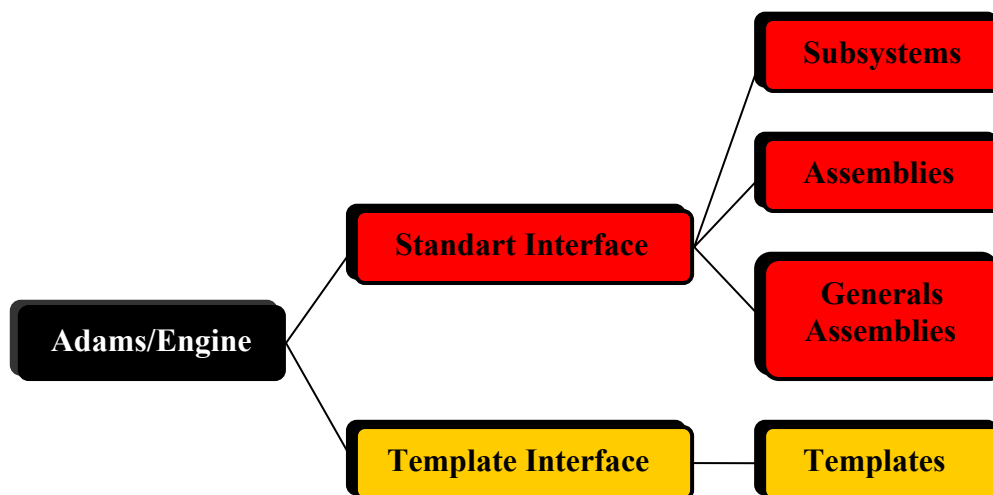 Subsystems
Assemblies
Standart Interface
Generals
Assemblies
Adams/Engine
Template Interface
Templates